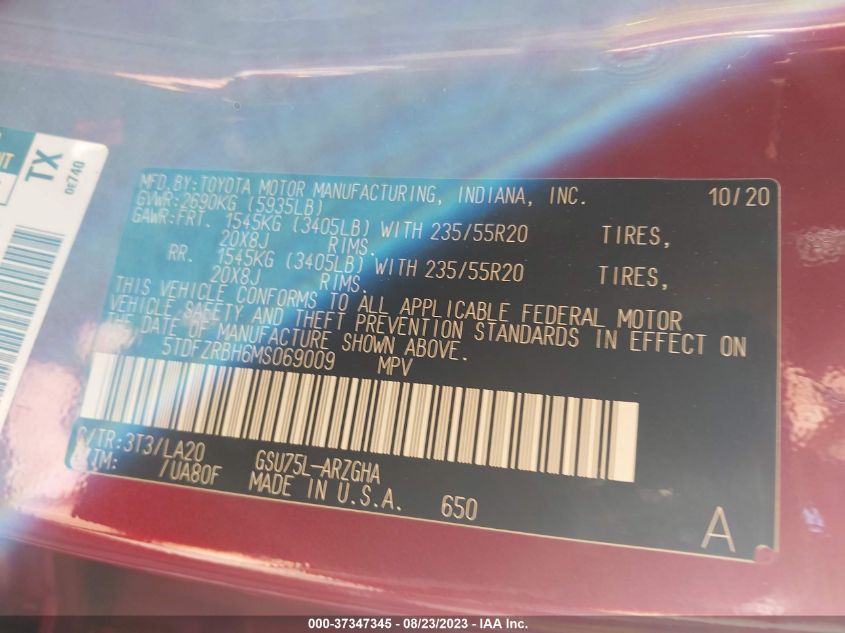 TX
0E740
MFD.BY:TOYOTA MOTOR MANUFACTURING, INDIANA, INC. 10/20
GVWR:2690KG (5935LB)
GAWR:FRT. 1545KG (3405LB) WITH 235/55R20 TIRES,
20X8J RIMS.
RR. 1545KG (3405LB) WITH 235/55R20 TIRES,
20X8J RIMS.
THIS VEHICLE CONFORMS TO ALL APPLICABLE FEDERAL MOTOR
VEHICLE SAFETY AND THEFT PREVENTION STANDARDS IN EFFECT ON
THE DATE OF MANUFACTURE SHOWN ABOVE.
5TDFZRBH6MS069009 MPV
C/TR:3T3/LA20 GSU75L-ARZGHA
A/TM: /UA80F MADE IN U.S.A. 650
A
000-37347345 - 08/23/2023 - IAA Inc.